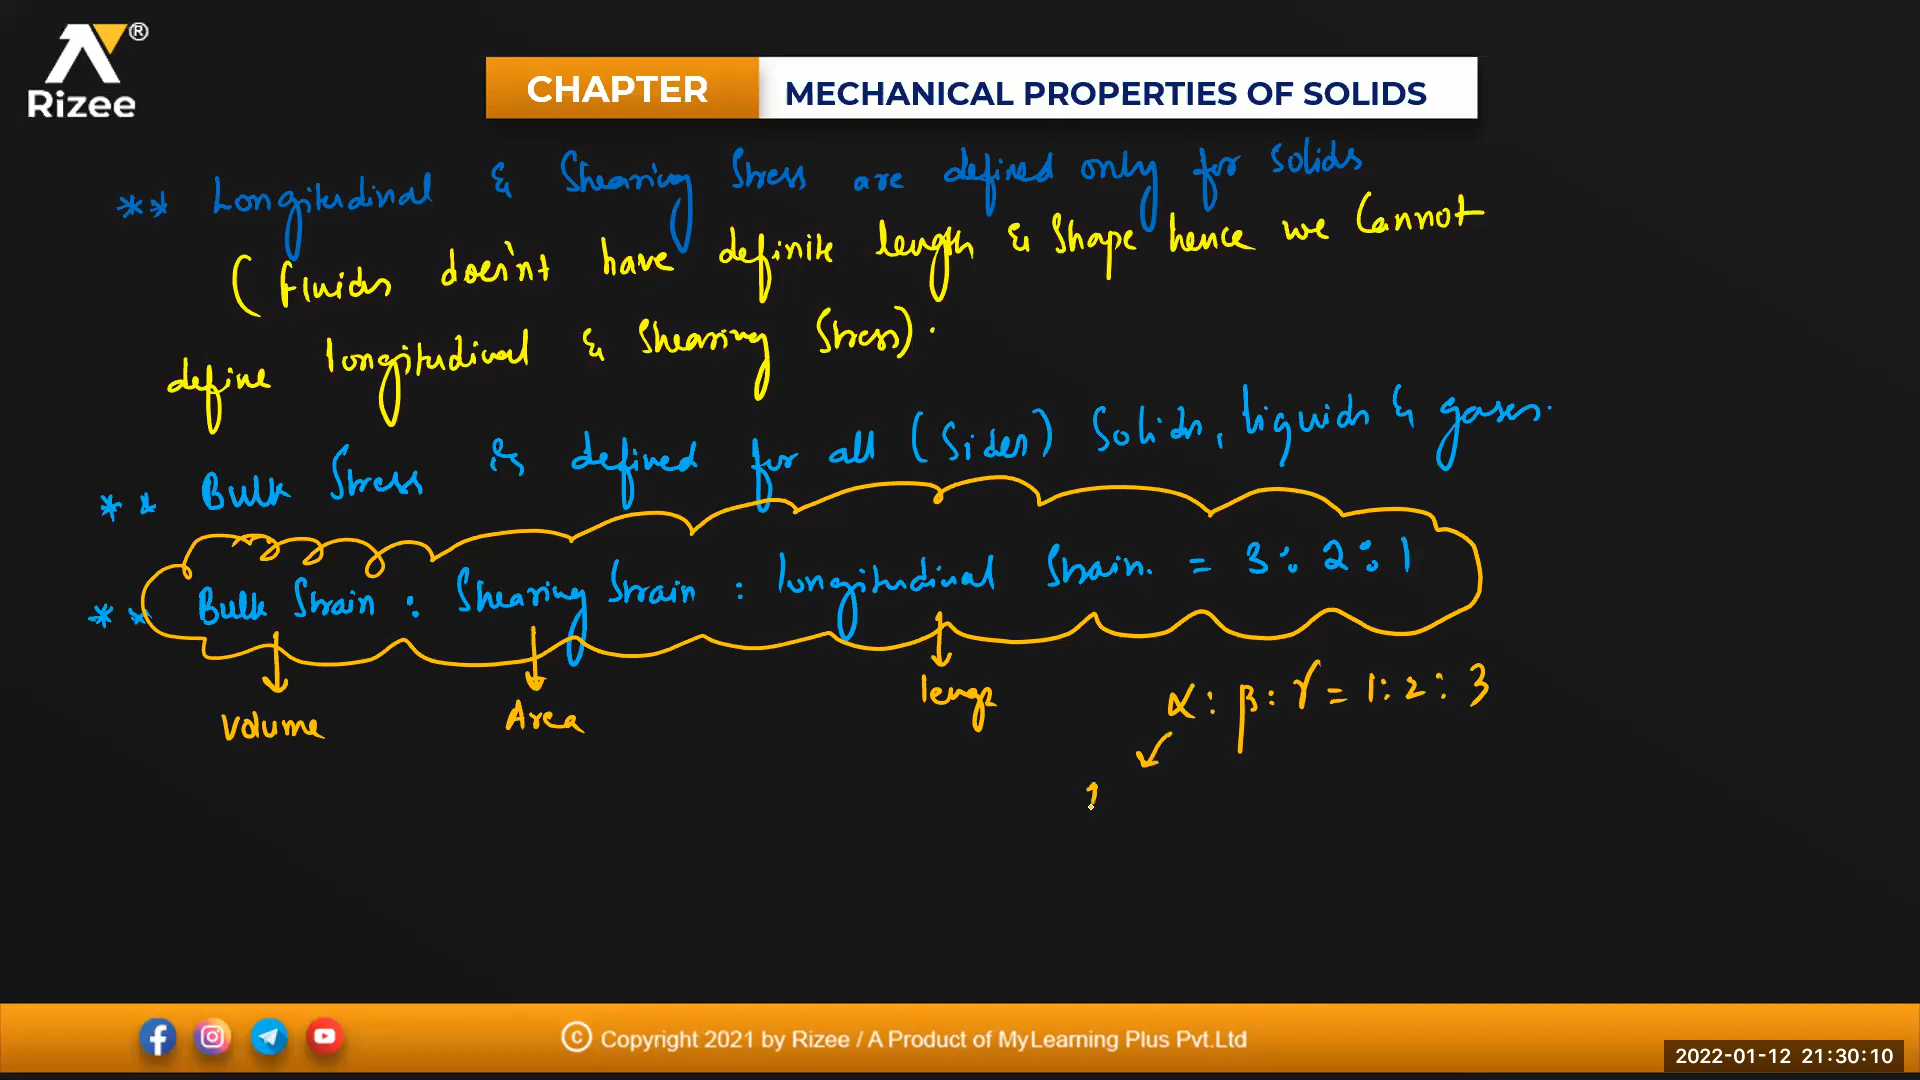 Rizee®
CHAPTER MECHANICAL PROPERTIES OF SOLIDS
** Longitudinal & Shearing Stress are defined only for Solids
(fluids doesn't have definite length & Shape hence we Cannot
define longitudinal & Shearing Stress).
** Bulk Stress is defined for all (Sides) Solids, liquids & gases.
** Bulk Strain : Shearing Strain : longitudinal Strain. = 3 : 2 : 1
Volume Area
α : β : γ = 1 : 2 : 3
© Copyright 2021 by Rizee / A Product of MyLearning Plus Pvt.Ltd
2022-01-12 21:30:10